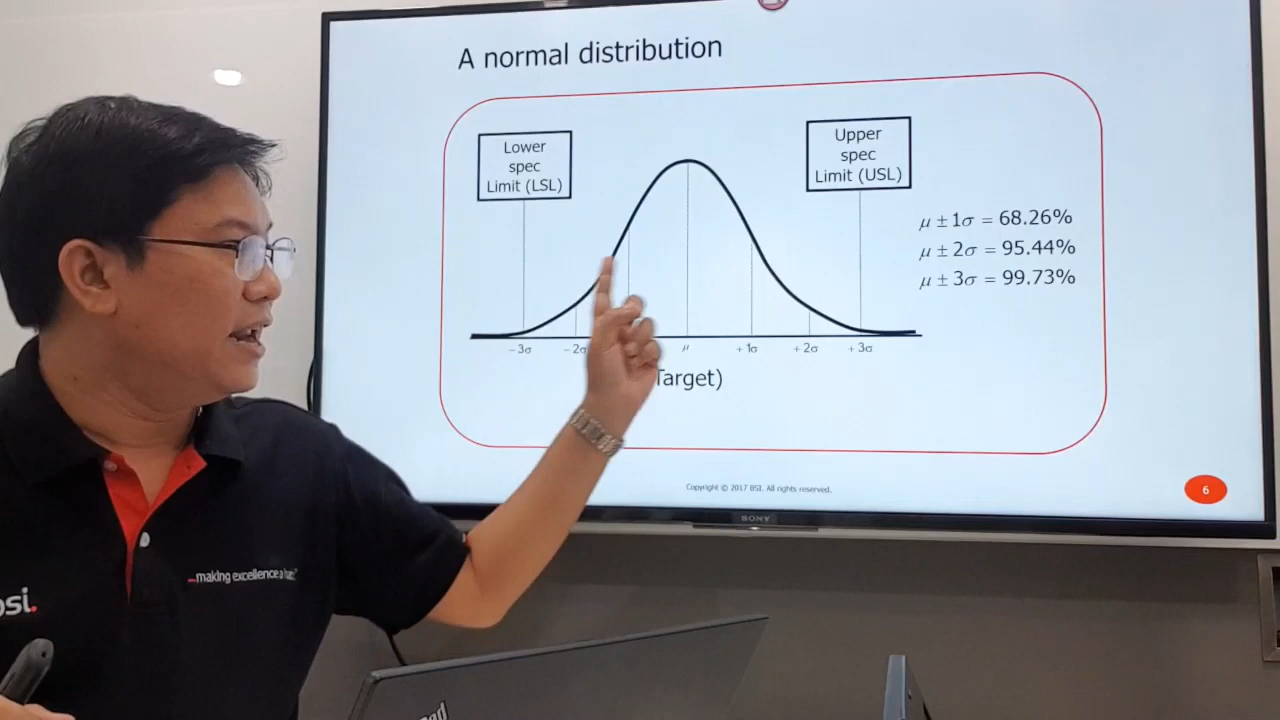 A normal distribution
Lower
spec
Limit (LSL)
Upper
spec
Limit (USL)
μ ± 1σ = 68.26%
μ ± 2σ = 95.44%
μ ± 3σ = 99.73%
−3σ
−2σ
μ
+1σ
+2σ
+3σ
Target)
Copyright © 2017 BSI. All rights reserved.
6
SONY
...making excellence a
bsi.